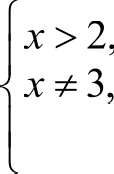 x > 2,
x ≠ 3,